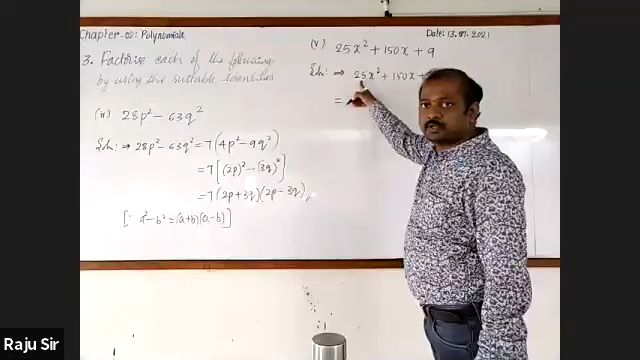 Chapter-02: Polynomials
Date: 13.07.2021
3. Factorise each of the following
by using the suitable identities
(iv) 28p² – 63q²
Soln: ⇒ 28p² – 63q² = 7(4p² – 9q²)
= 7[(2p)² – (3q)²]
= 7(2p+3q)(2p–3q)
[∵ a²–b² = (a+b)(a–b)]
(v) 25x² + 150x + 9
Soln: ⇒ 25x² + 150x +
=
Raju Sir